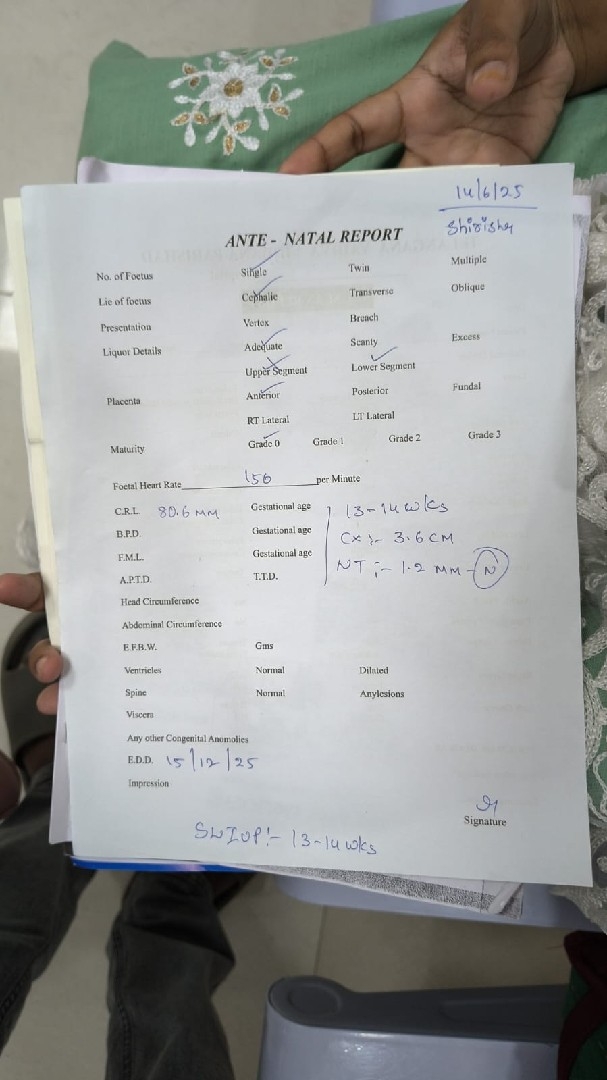 14/6/25
Shirisha
ANTE - NATAL REPORT
No. of Foetus Single Twin Multiple
Lie of foetus Cephalic Transverse Oblique
Presentation Vertex Breach
Liquor Details Adequate Scanty Excess
Upper Segment Lower Segment
Placenta Anterior Posterior Fundal
RT Lateral LT Lateral
Maturity Grade 0 Grade 1 Grade 2 Grade 3
Foetal Heart Rate 156 per Minute
C.R.L 80.6 MM Gestational age 13-14 wks
B.P.D. Gestational age CX :- 3.6 CM
F.M.L. Gestational age NT :- 1.2 MM - N
A.P.T.D. T.T.D.
Head Circumference
Abdominal Circumference
E.F.B.W. Gms
Ventricles Normal Dilated
Spine Normal Anylesions
Viscera
Any other Congenital Anomolies
E.D.D. 15/12/25
Impression
Signature
SLIUP :- 13-14 wks